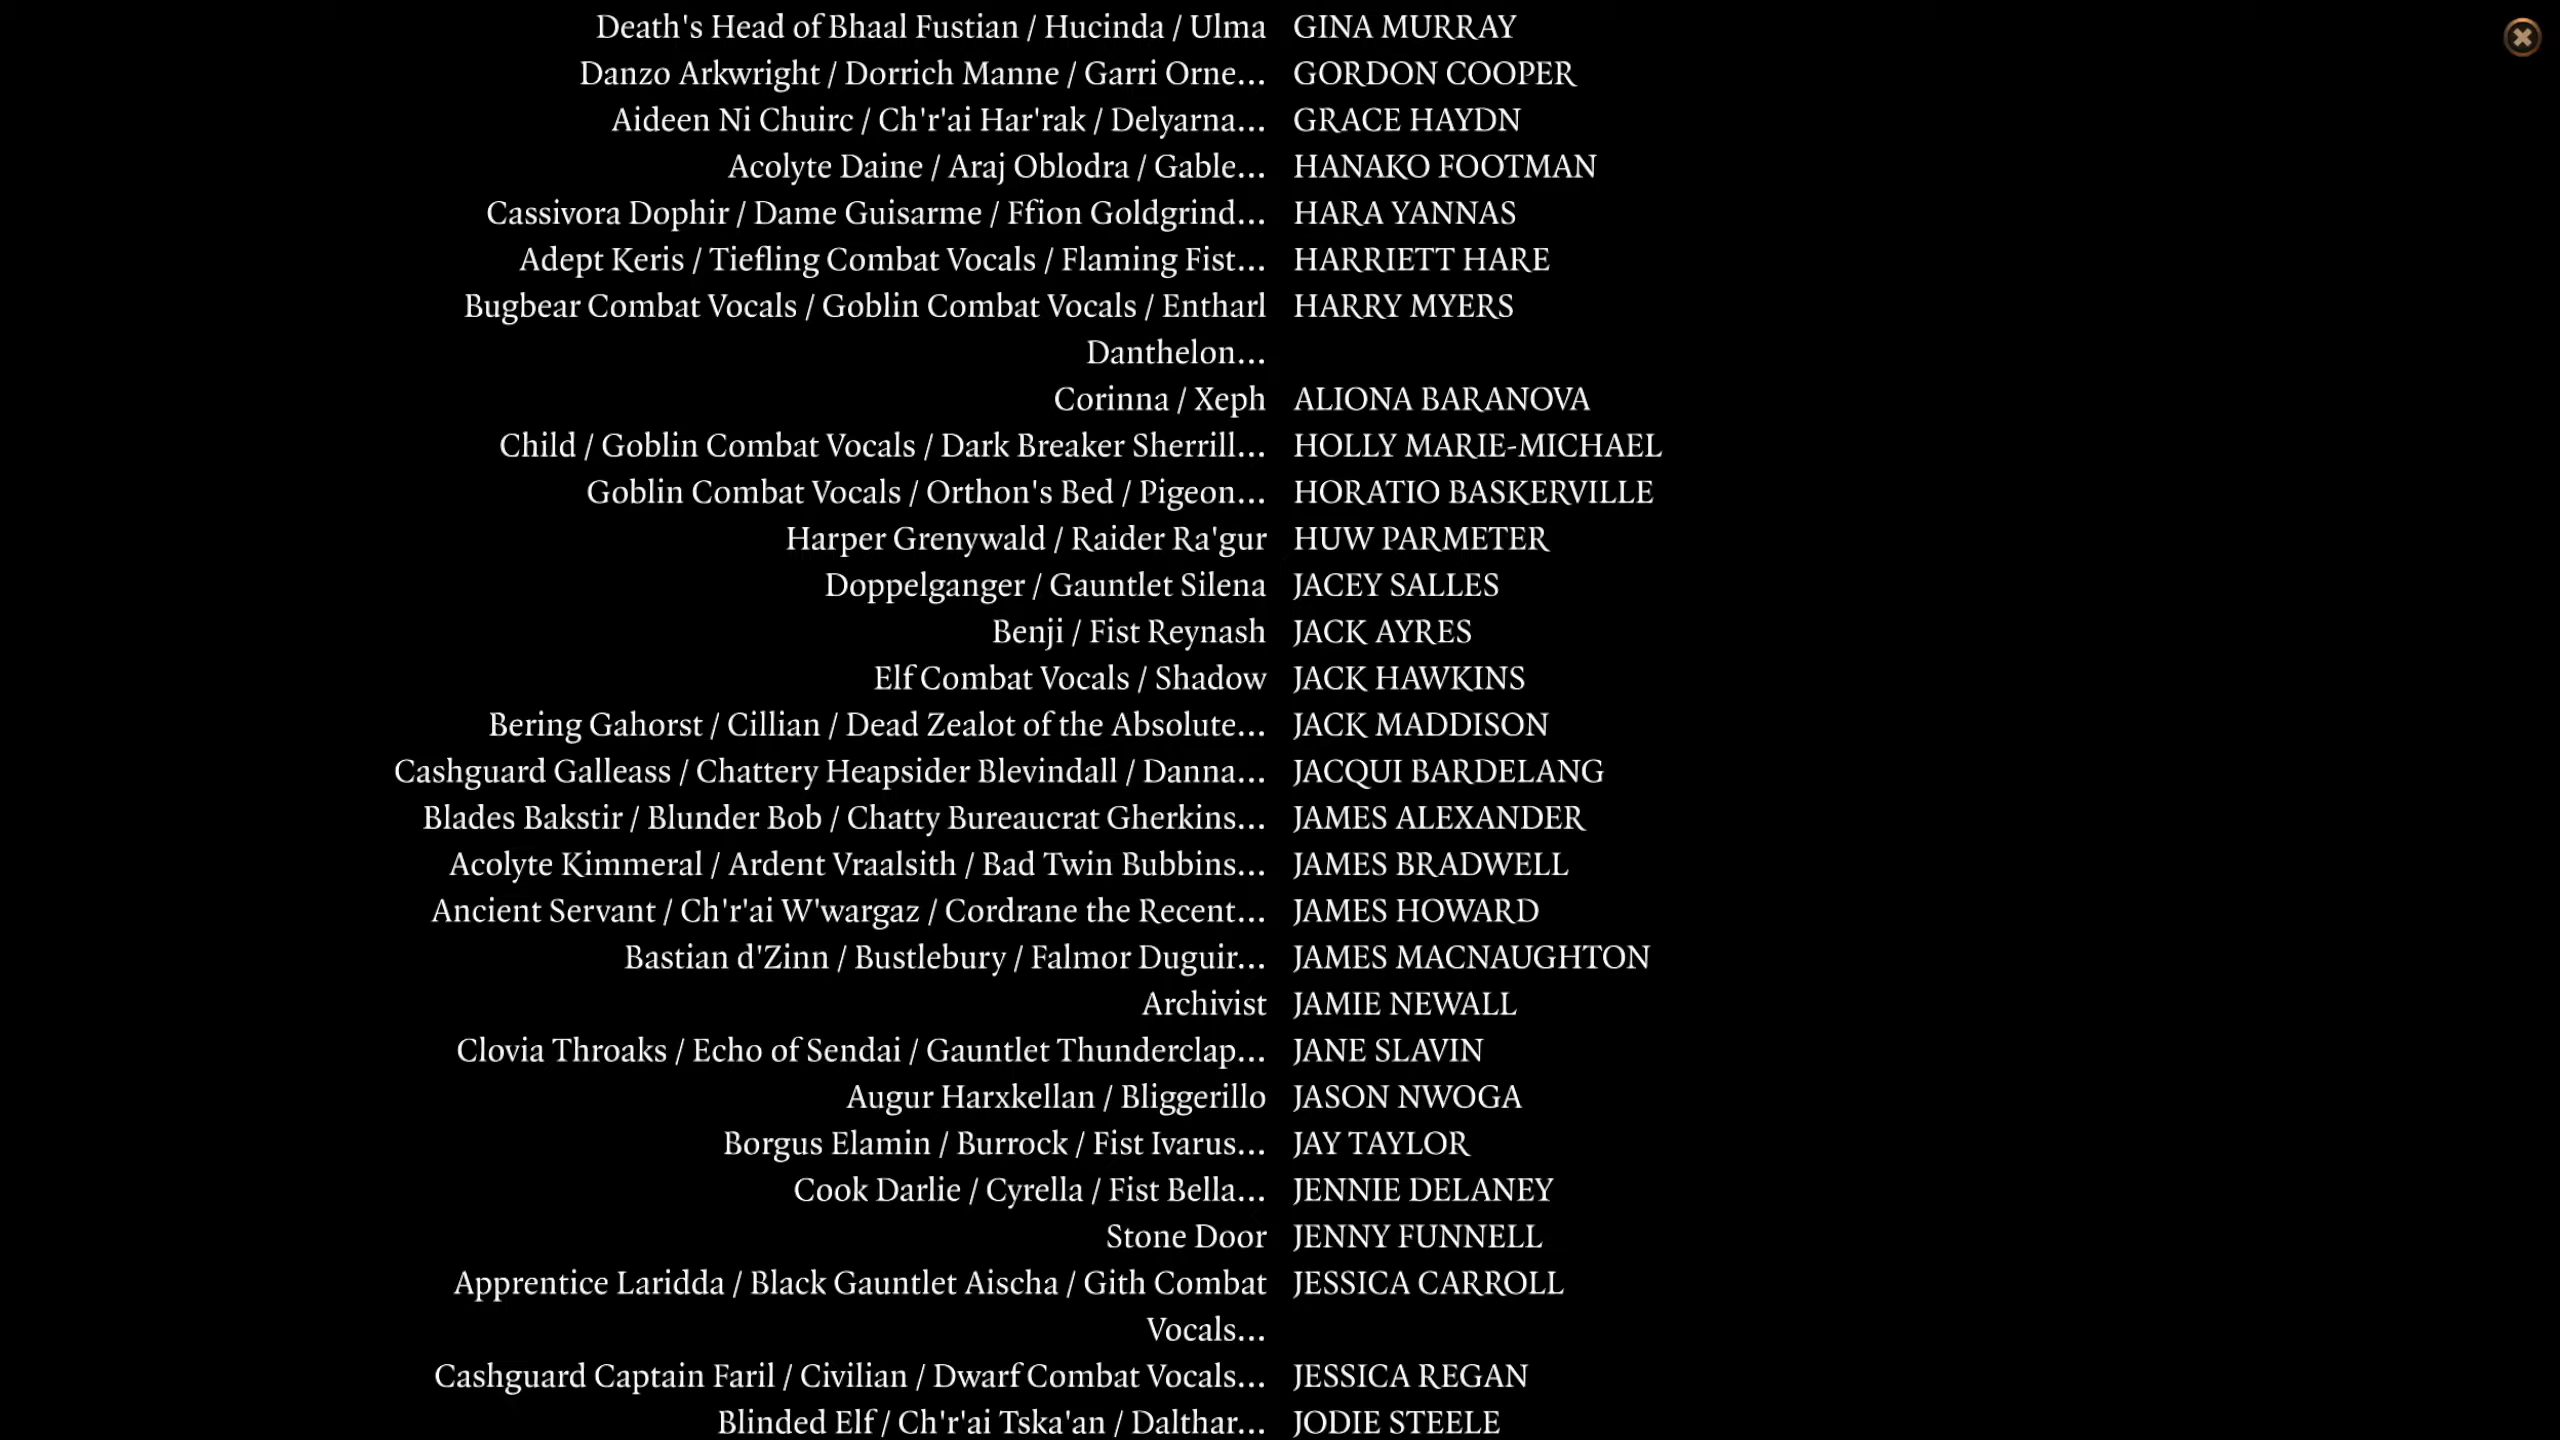 Death's Head of Bhaal Fustian / Hucinda / Ulma GINA MURRAY
Danzo Arkwright / Dorrich Manne / Garri Orne... GORDON COOPER
Aideen Ni Chuirc / Ch'r'ai Har'rak / Delyarna... GRACE HAYDN
Acolyte Daine / Araj Oblodra / Gable... HANAKO FOOTMAN
Cassivora Dophir / Dame Guisarme / Ffion Goldgrind... HARA YANNAS
Adept Keris / Tiefling Combat Vocals / Flaming Fist... HARRIETT HARE
Bugbear Combat Vocals / Goblin Combat Vocals / Entharl HARRY MYERS
Danthelon...
Corinna / Xeph ALIONA BARANOVA
Child / Goblin Combat Vocals / Dark Breaker Sherrill... HOLLY MARIE-MICHAEL
Goblin Combat Vocals / Orthon's Bed / Pigeon... HORATIO BASKERVILLE
Harper Grenywald / Raider Ra'gur HUW PARMETER
Doppelganger / Gauntlet Silena JACEY SALLES
Benji / Fist Reynash JACK AYRES
Elf Combat Vocals / Shadow JACK HAWKINS
Bering Gahorst / Cillian / Dead Zealot of the Absolute... JACK MADDISON
Cashguard Galleass / Chattery Heapsider Blevindall / Danna... JACQUI BARDELANG
Blades Bakstir / Blunder Bob / Chatty Bureaucrat Gherkins... JAMES ALEXANDER
Acolyte Kimmeral / Ardent Vraalsith / Bad Twin Bubbins... JAMES BRADWELL
Ancient Servant / Ch'r'ai W'wargaz / Cordrane the Recent... JAMES HOWARD
Bastian d'Zinn / Bustlebury / Falmor Duguir... JAMES MACNAUGHTON
Archivist JAMIE NEWALL
Clovia Throaks / Echo of Sendai / Gauntlet Thunderclap... JANE SLAVIN
Augur Harxkellan / Bliggerillo JASON NWOGA
Borgus Elamin / Burrock / Fist Ivarus... JAY TAYLOR
Cook Darlie / Cyrella / Fist Bella... JENNIE DELANEY
Stone Door JENNY FUNNELL
Apprentice Laridda / Black Gauntlet Aischa / Gith Combat JESSICA CARROLL
Vocals...
Cashguard Captain Faril / Civilian / Dwarf Combat Vocals... JESSICA REGAN
Blinded Elf / Ch'r'ai Tska'an / Dalthar... JODIE STEELE